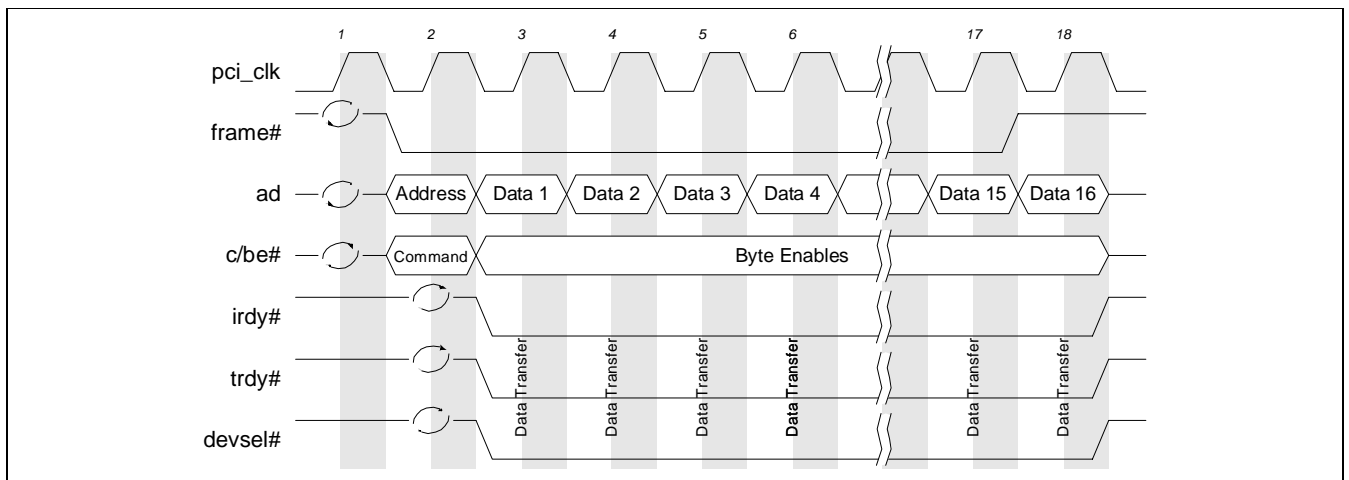 1 2 3 4 5 6 17 18
pci_clk
frame#
ad Address Data 1 Data 2 Data 3 Data 4 Data 15 Data 16
c/be# Command Byte Enables
irdy#
trdy# Data Transfer Data Transfer Data Transfer Data Transfer Data Transfer Data Transfer
devsel#